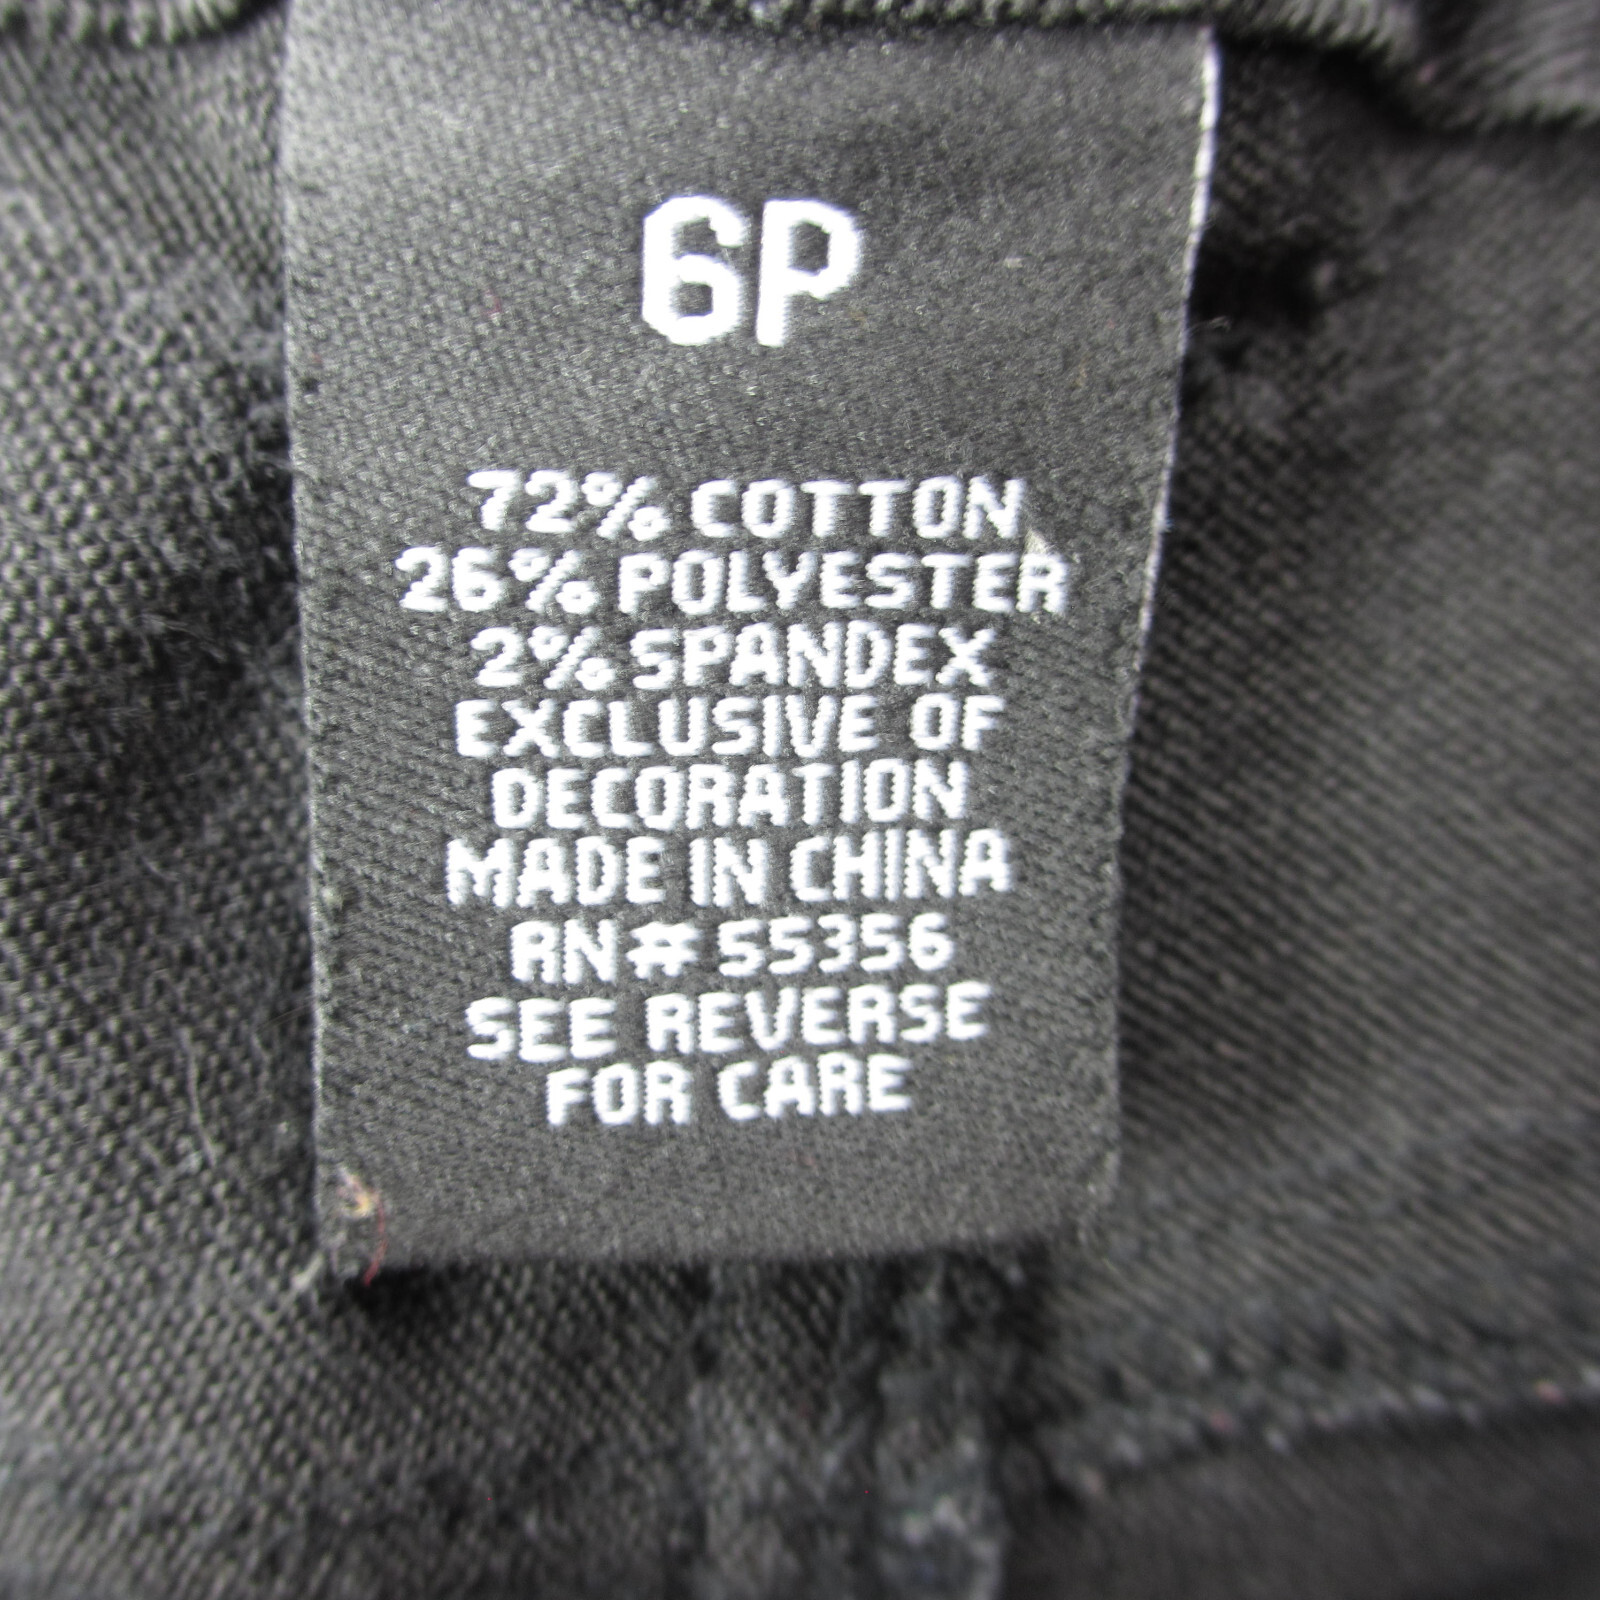 6P
72% COTTON
26% POLYESTER
2% SPANDEX
EXCLUSIVE OF
DECORATION
MADE IN CHINA
RN# 55356
SEE REVERSE
FOR CARE